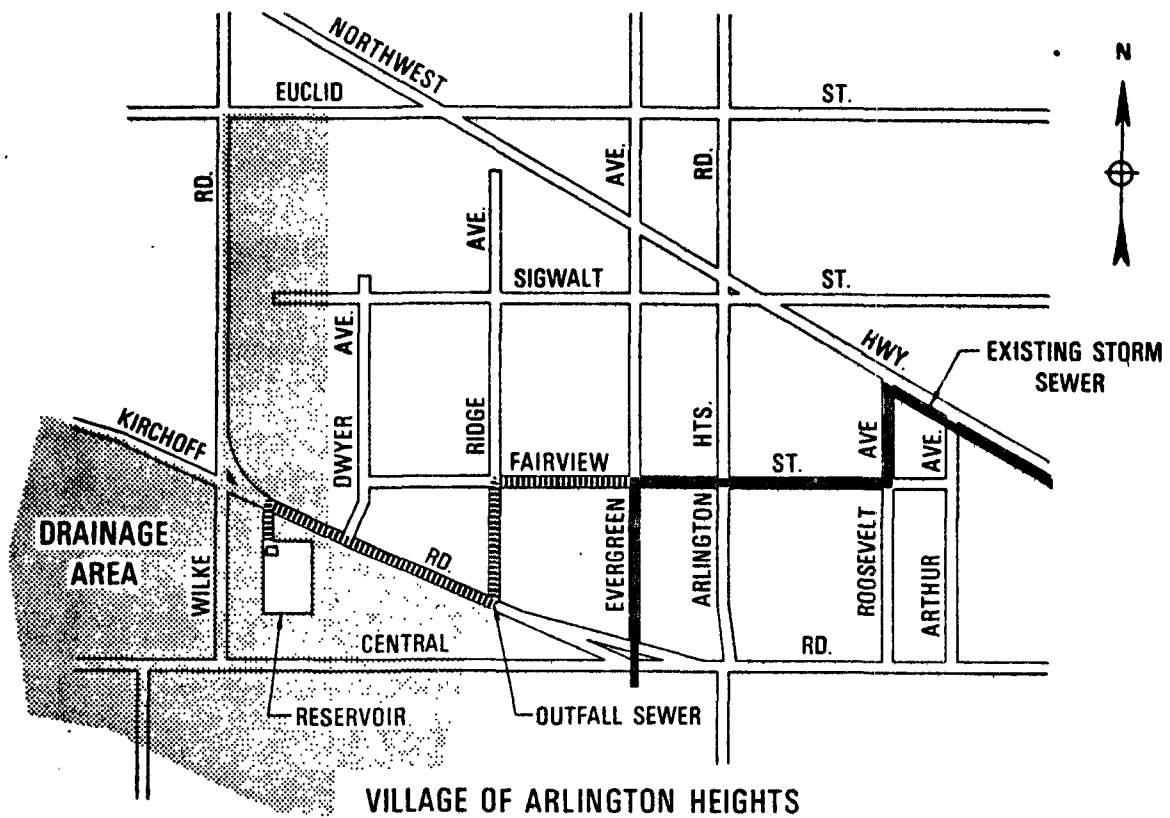 N
NORTHWEST
EUCLID
ST.
RD.
AVE.
RD.
AVE.
SIGWALT
ST.
AVE.
HWY.
EXISTING STORM
SEWER
KIRCHOFF
DWYER
RIDGE
HTS.
AVE
AVE.
FAIRVIEW
ST.
DRAINAGE
AREA
WILKE
RD.
EVERGREEN
ARLINGTON
ROOSEVELT
ARTHUR
CENTRAL
RD.
RESERVOIR
OUTFALL SEWER
VILLAGE OF ARLINGTON HEIGHTS